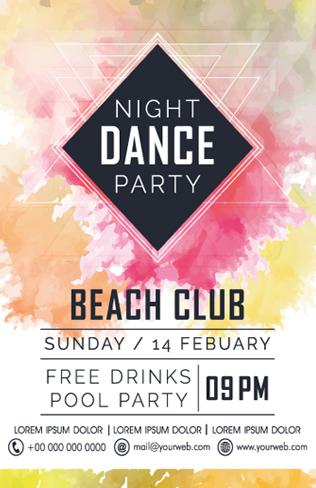 NIGHT
DANCE
PARTY
BEACH CLUB
SUNDAY / 14 FEBUARY
FREE DRINKS
POOL PARTY
09 PM
LOREM IPSUM DOLOR | LOREM IPSUM DOLOR | LOREM IPSUM DOLOR
+00 000 000 0000 @ mail@yourweb.com www.yourweb.com